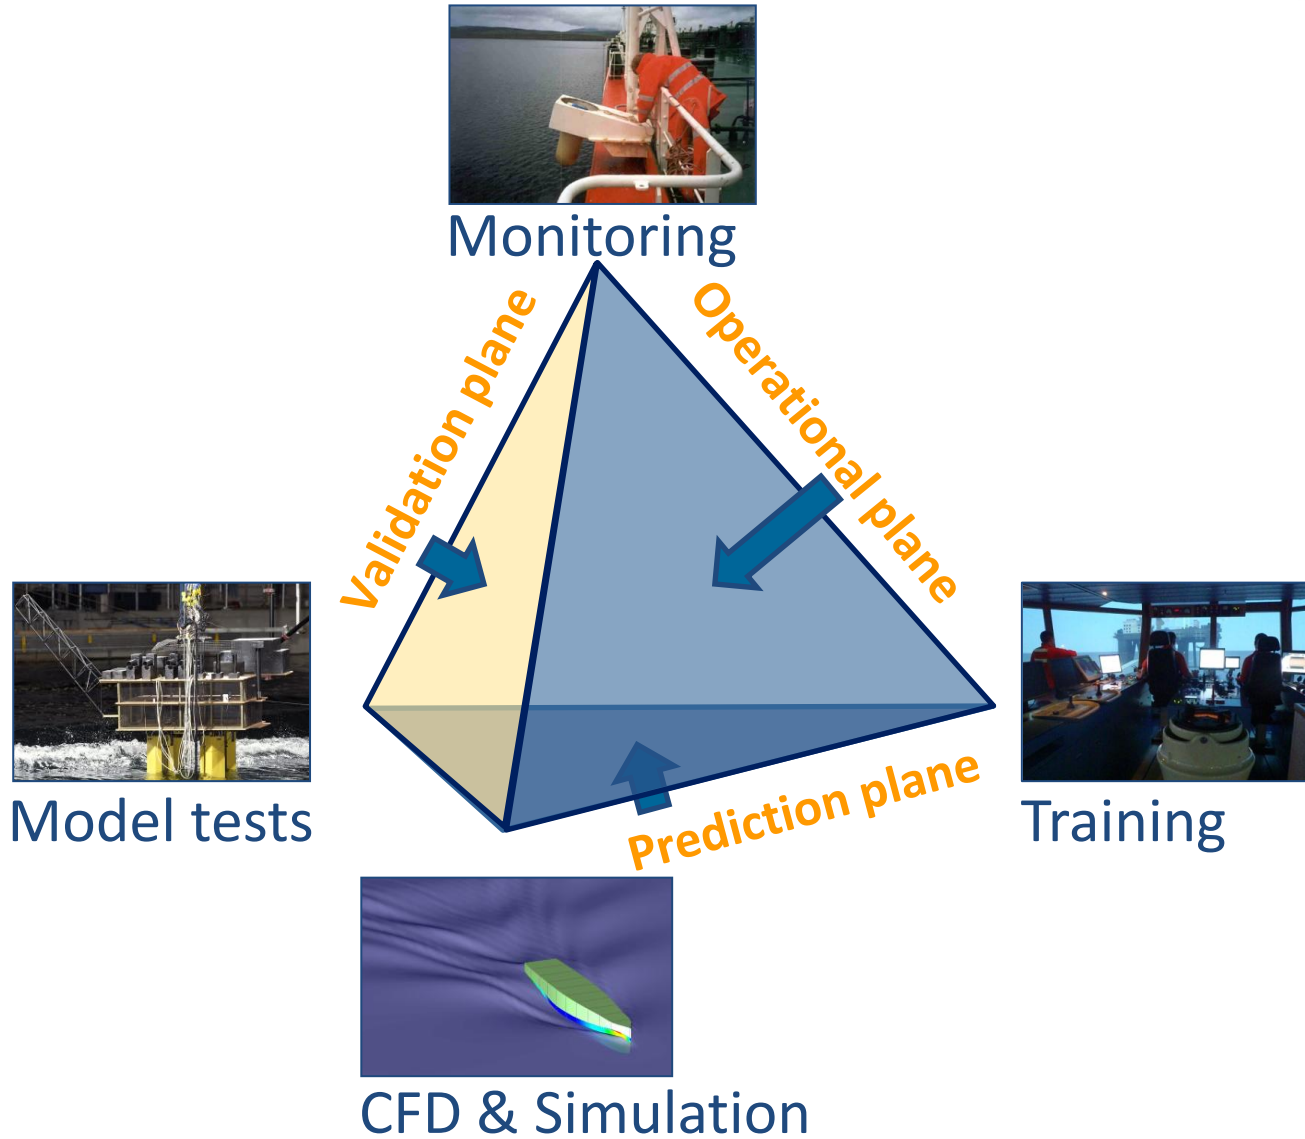 Monitoring
Validation plane
Operational plane
Model tests
Training
Prediction plane
CFD & Simulation